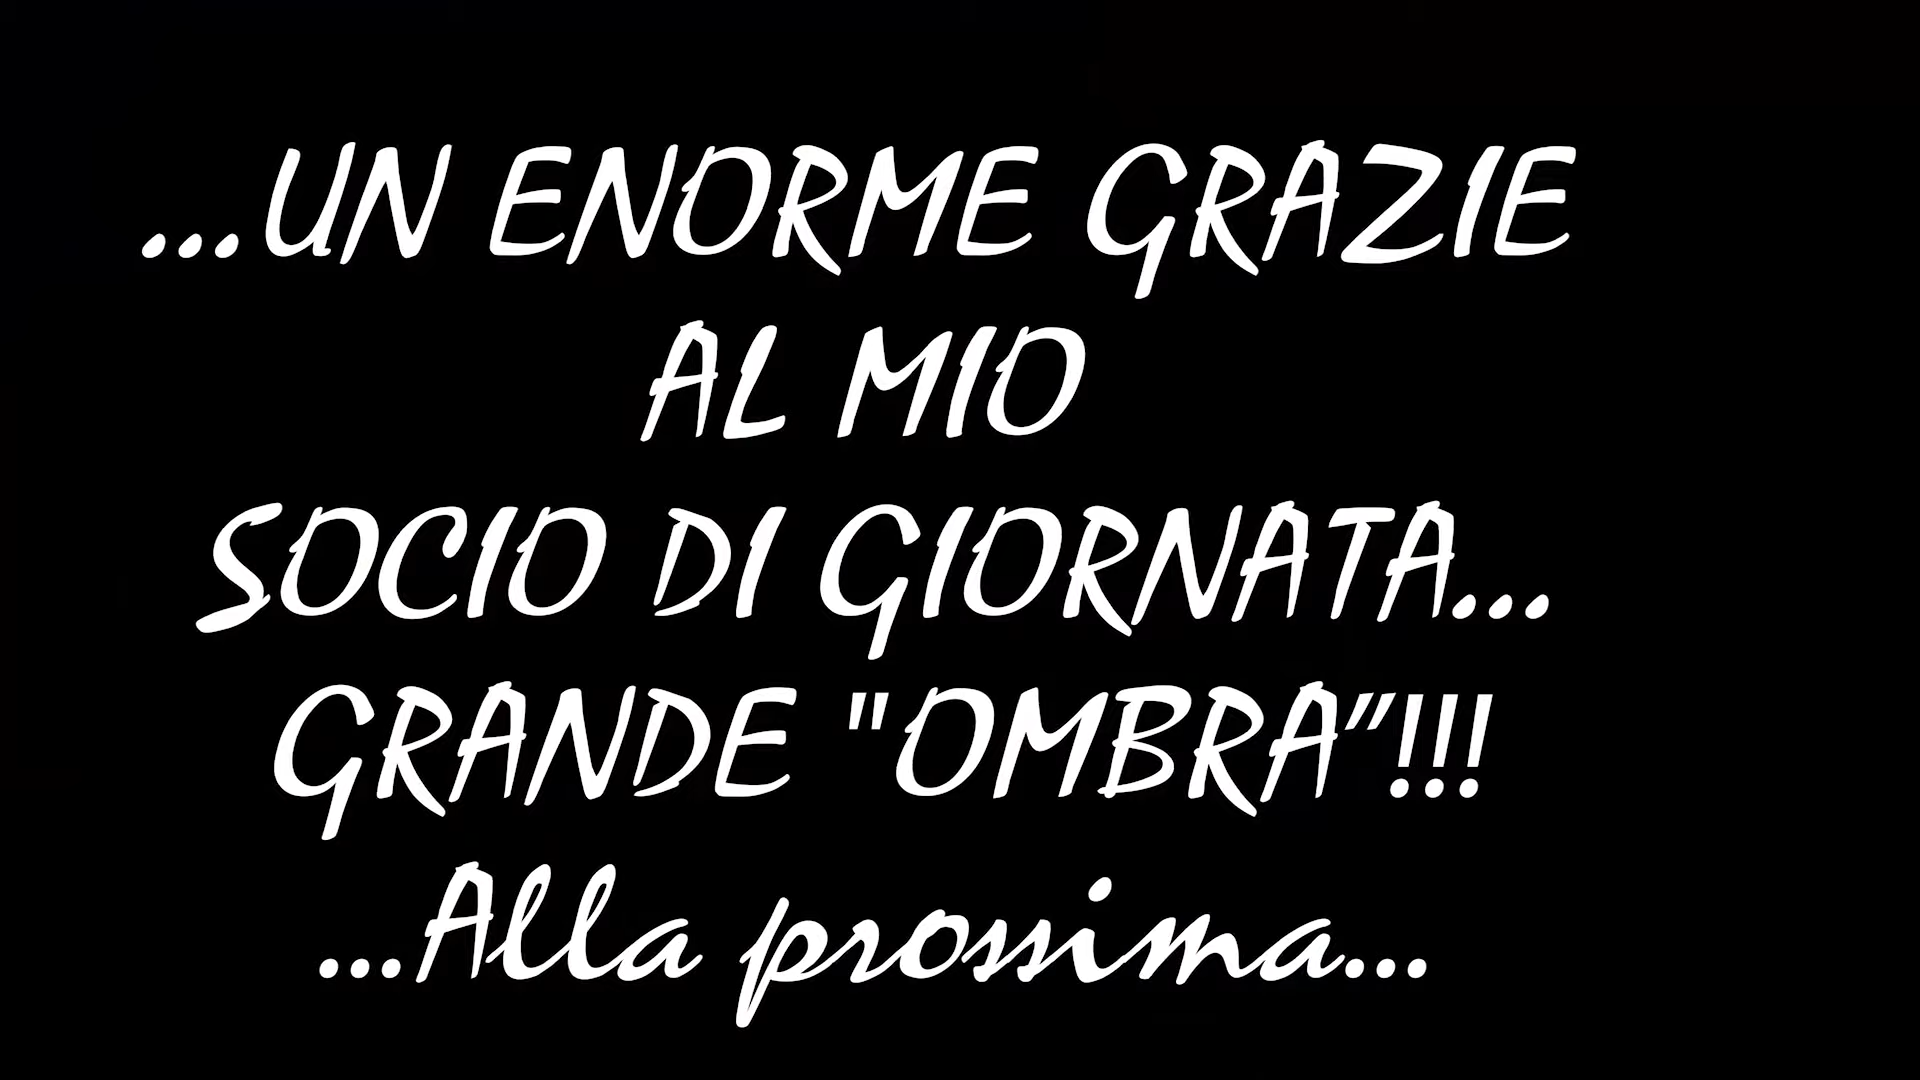 ...UN ENORME GRAZIE
AL MIO
SOCIO DI GIORNATA...
GRANDE "OMBRA"!!!
...Alla prossima...